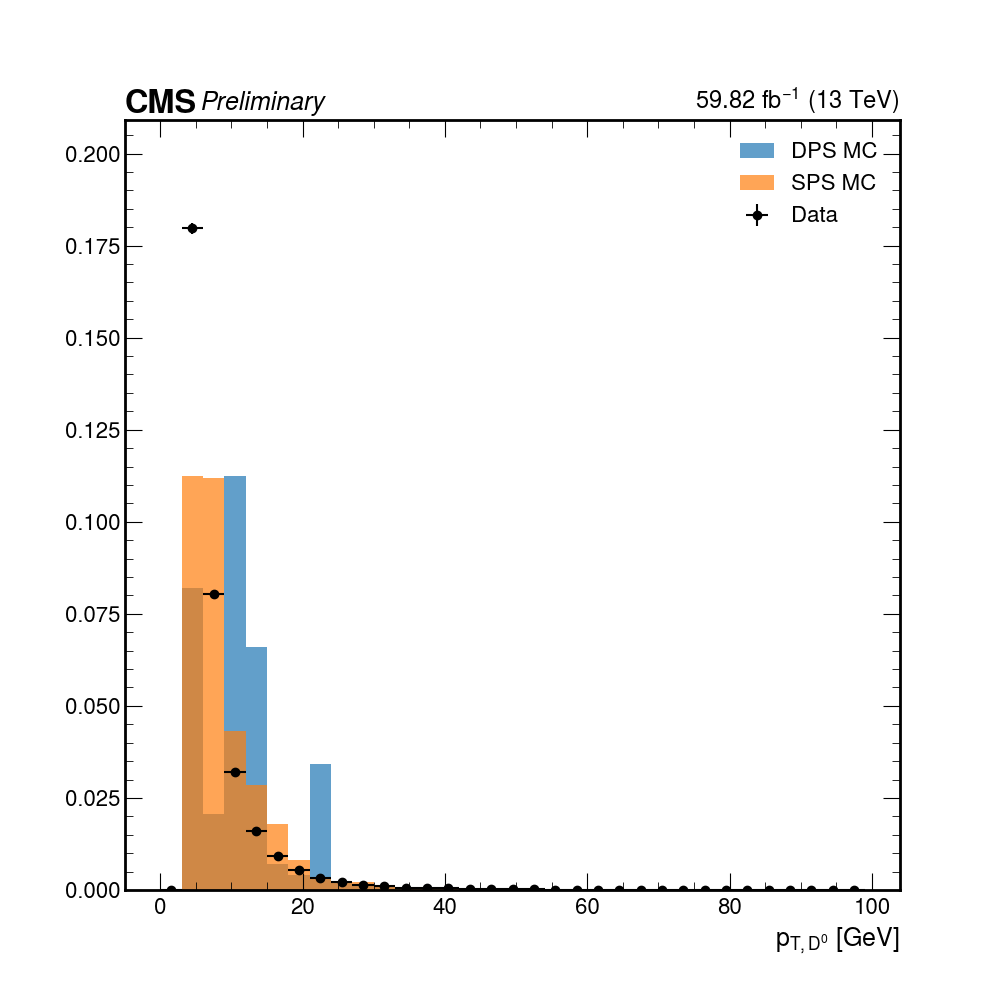 CMS Preliminary 59.82 fb⁻¹ (13 TeV)
DPS MC
SPS MC
Data
0.200
0.175
0.150
0.125
0.100
0.075
0.050
0.025
0.000
0 20 40 60 80 100
p_{T, D⁰} [GeV]